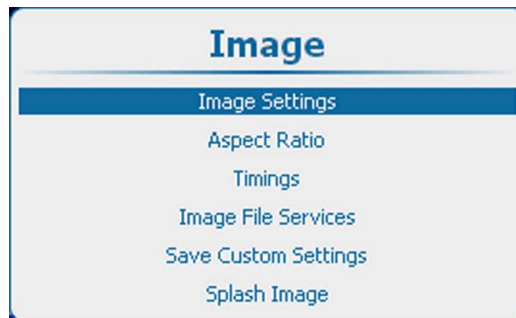 Image
Image Settings
Aspect Ratio
Timings
Image File Services
Save Custom Settings
Splash Image